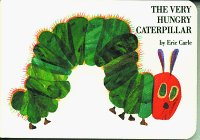 THE VERY
HUNGRY
CATERPILLAR
by Eric Carle